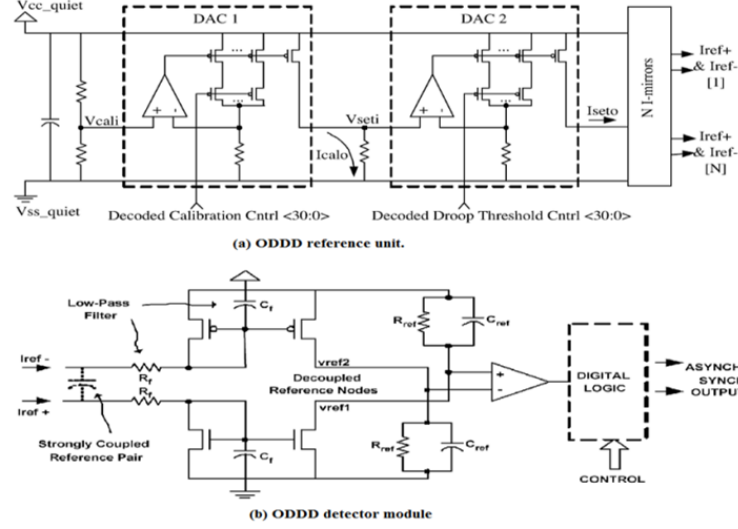 Vcc_quiet
DAC 1
DAC 2
...
...
Iref+
& Iref-
[1]
+ -
+ -
N I-mirrors
Vcali
...
Vseti
...
Iseto
Icalo
Iref+
& Iref-
[N]
Vss_quiet
Decoded Calibration Cntrl <30:0>
Decoded Droop Threshold Cntrl <30:0>
(a) ODDD reference unit.
Low-Pass
Filter
Cf
Rref
Cref
Iref -
Rf
vref2
Decoupled
Reference Nodes
+
-
DIGITAL
LOGIC
ASYNCH
SYNC
OUTPUT
Iref +
Rf
vref1
Strongly Coupled
Reference Pair
Cf
Rref
Cref
CONTROL
(b) ODDD detector module